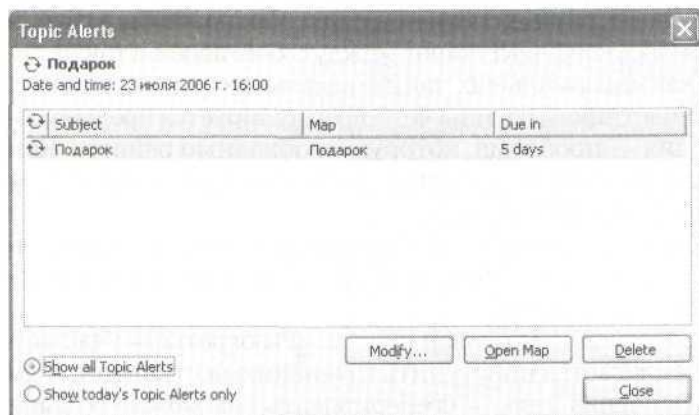 Topic Alerts
Подарок
Date and time: 23 июля 2006 г. 16:00
Subject Map Due in
Подарок Подарок 5 days
Modify... Open Map Delete
Show all Topic Alerts
Show today's Topic Alerts only
Close